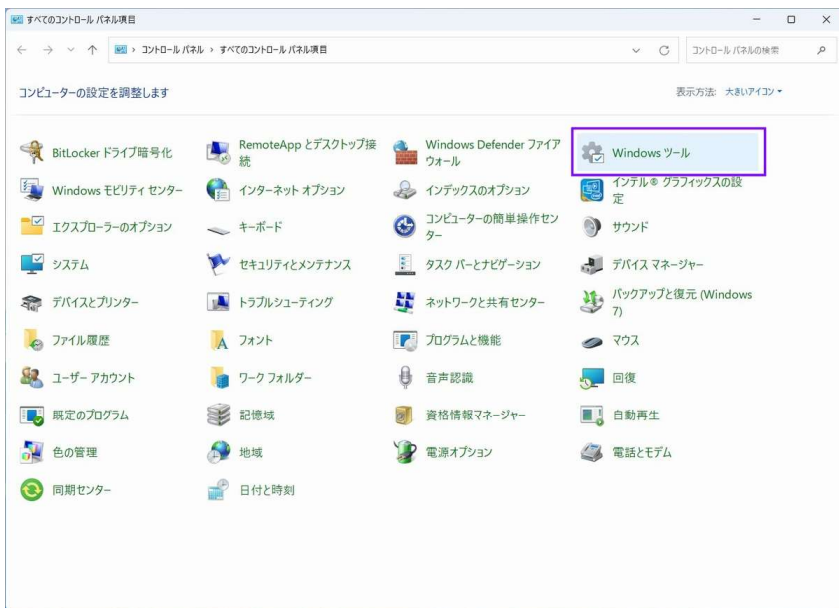 すべてのコントロール パネル項目
コントロール パネル › すべてのコントロール パネル項目
コントロール パネルの検索
コンピューターの設定を調整します
表示方法: 大きいアイコン
BitLocker ドライブ暗号化
RemoteApp とデスクトップ接
続
Windows Defender ファイア
ウォール
Windows ツール
Windows モビリティ センター
インターネット オプション
インデックスのオプション
インテル® グラフィックスの設
定
エクスプローラーのオプション
キーボード
コンピューターの簡単操作セン
ター
サウンド
システム
セキュリティとメンテナンス
タスク バーとナビゲーション
デバイス マネージャー
デバイスとプリンター
トラブルシューティング
ネットワークと共有センター
バックアップと復元 (Windows
7)
ファイル履歴
フォント
プログラムと機能
マウス
ユーザー アカウント
ワーク フォルダー
音声認識
回復
既定のプログラム
記憶域
資格情報マネージャー
自動再生
色の管理
地域
電源オプション
電話とモデム
同期センター
日付と時刻